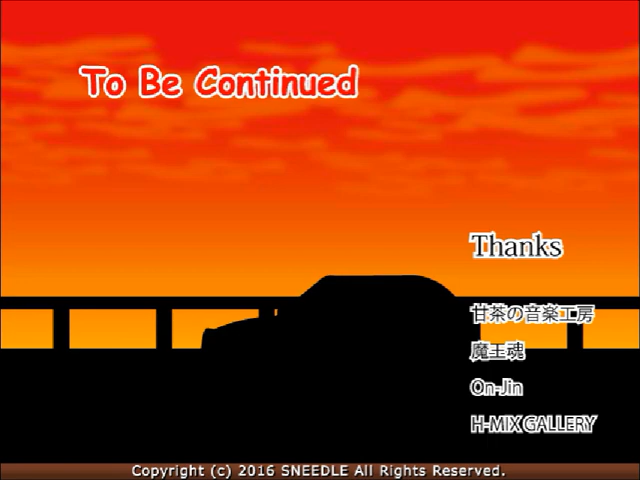 To Be Continued
Thanks
甘茶の音楽工房
魔王魂
On-Jin
H-MIX GALLERY
Copyright (c) 2016 SNEEDLE All Rights Reserved.